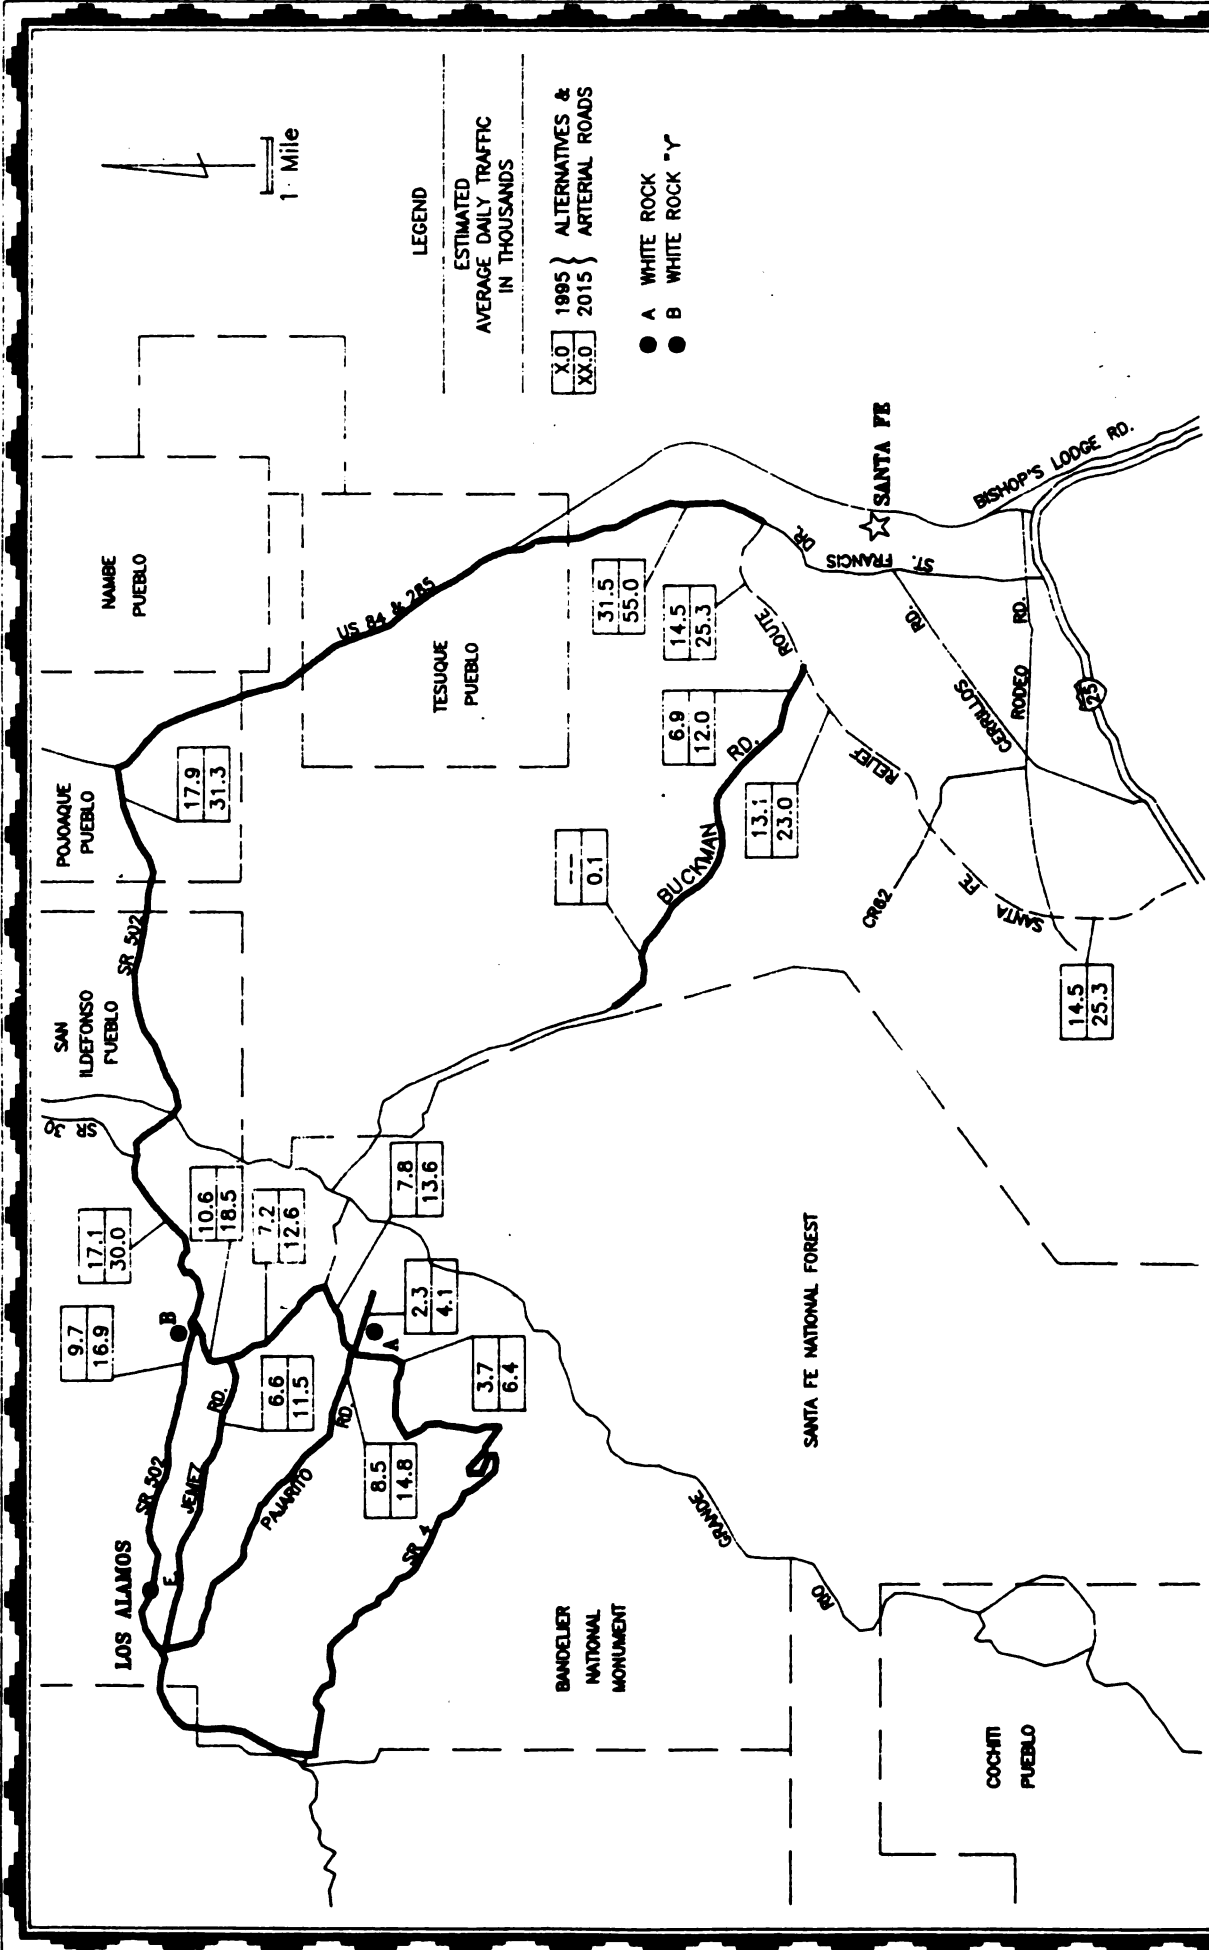 1 Mile
LEGEND
ESTIMATED
AVERAGE DAILY TRAFFIC
IN THOUSANDS
X.0 1995 } ALTERNATIVES &
XX.0 2015 } ARTERIAL ROADS
A WHITE ROCK
B WHITE ROCK "Y"
NAMBE
PUEBLO
POJOAQUE
PUEBLO
SAN
ILDEFONSO
PUEBLO
TESUQUE
PUEBLO
US 84 & 285
SR 502
17.9
31.3
31.5
55.0
14.5
25.3
6.9
12.0
13.1
23.0
---
0.1
14.5
25.3
BUCKMAN RD.
SANTA FE RELIEF ROUTE
ST. FRANCIS DR.
SANTA FE
BISHOP'S LODGE RD.
CERRILLOS RD.
RODEO RD.
25
CR62
SR
30
17.1
30.0
10.6
18.5
7.2
12.6
7.8
13.6
9.7
16.9
B
A
2.3
4.1
3.7
6.4
6.6
11.5
8.5
14.8
LOS ALAMOS
SR 502
E. JEMEZ RD.
PAJARITO RD.
SR 4
BANDELIER
NATIONAL
MONUMENT
SANTA FE NATIONAL FOREST
RIO GRANDE
COCHITI
PUEBLO